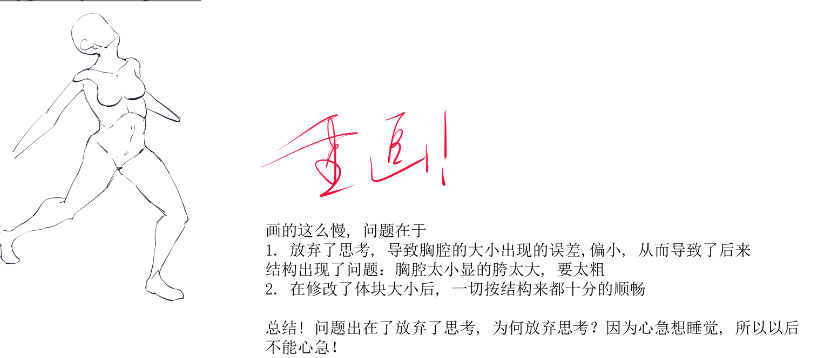 重画!
画的这么慢, 问题在于
1. 放弃了思考, 导致胸腔的大小出现的误差,偏小, 从而导致了后来
结构出现了问题: 胸腔太小显的胯太大, 要太粗
2. 在修改了体块大小后, 一切按结构来都十分的顺畅
总结! 问题出在了放弃了思考, 为何放弃思考? 因为心急想睡觉, 所以以后
不能心急!